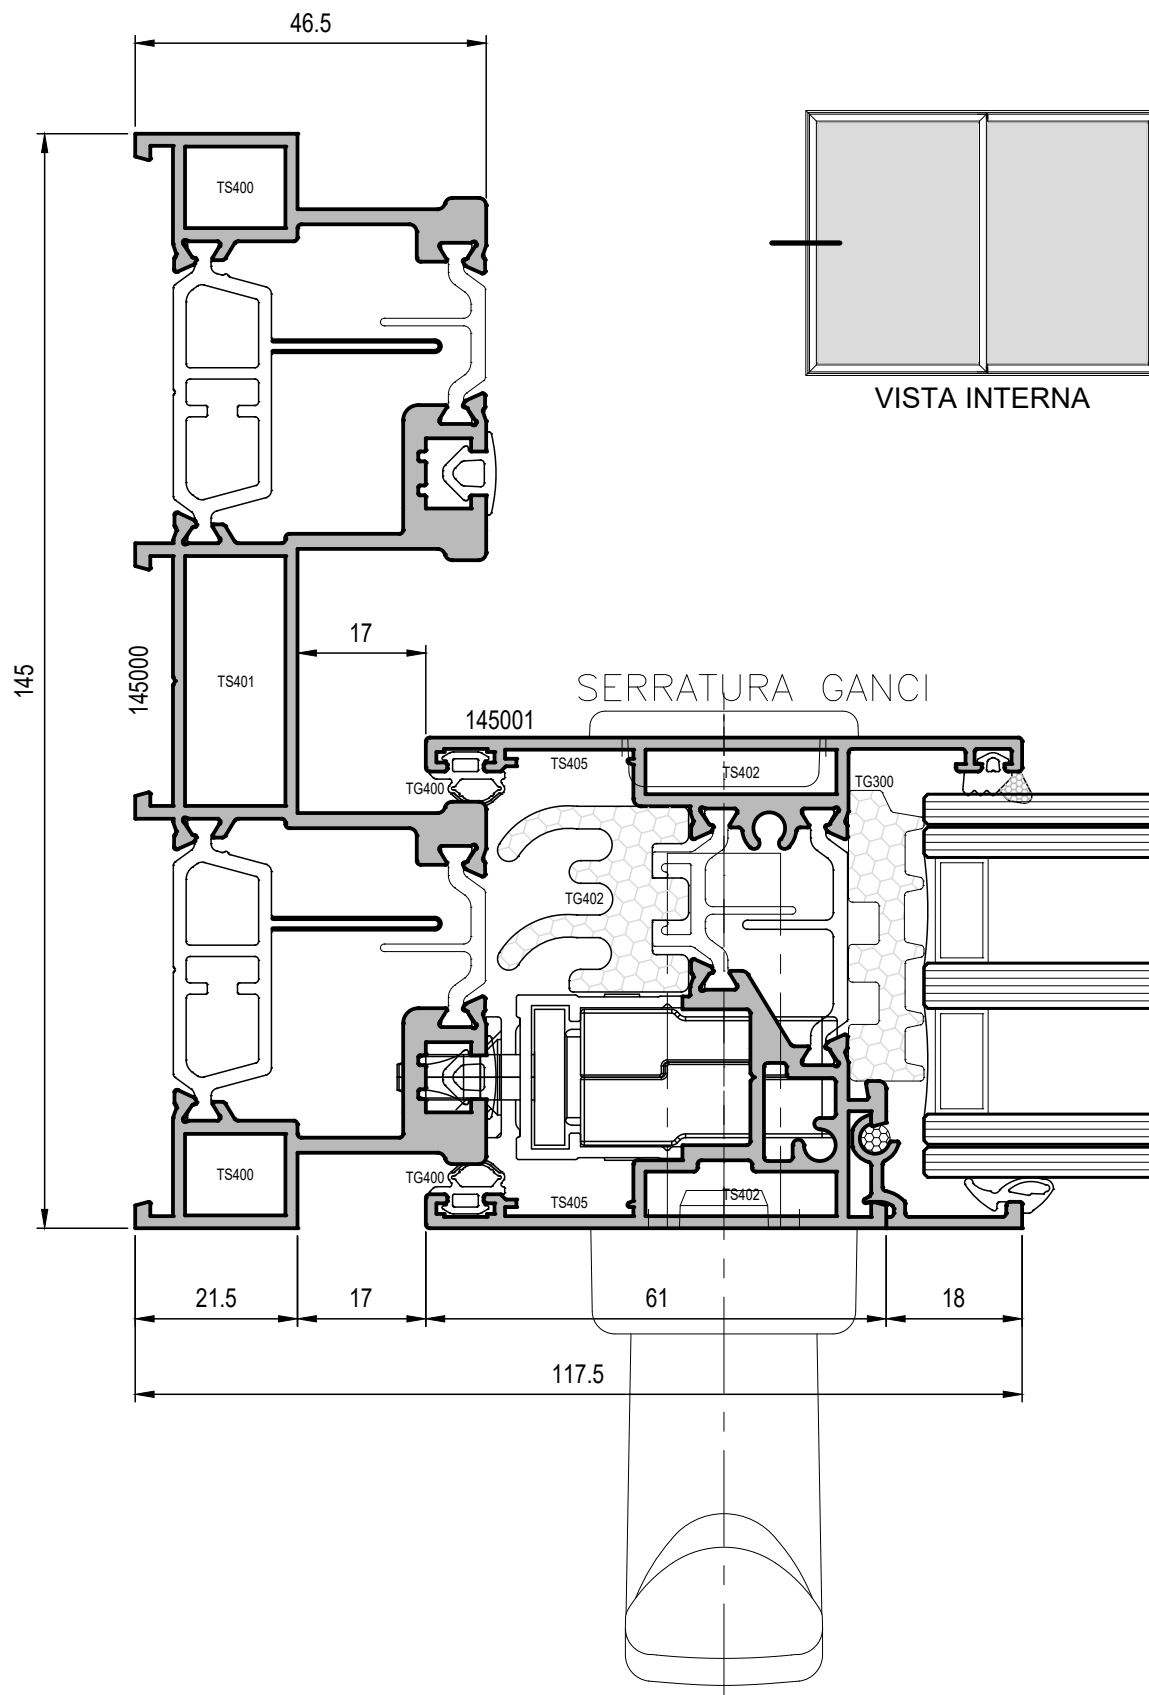 46.5
TS400
VISTA INTERNA
145
145000
17
TS401
SERRATURA GANCI
145001
TS405
TS402
TG400
TG300
TG402
TG400
TS400
TS405
TS402
21.5
17
61
18
117.5